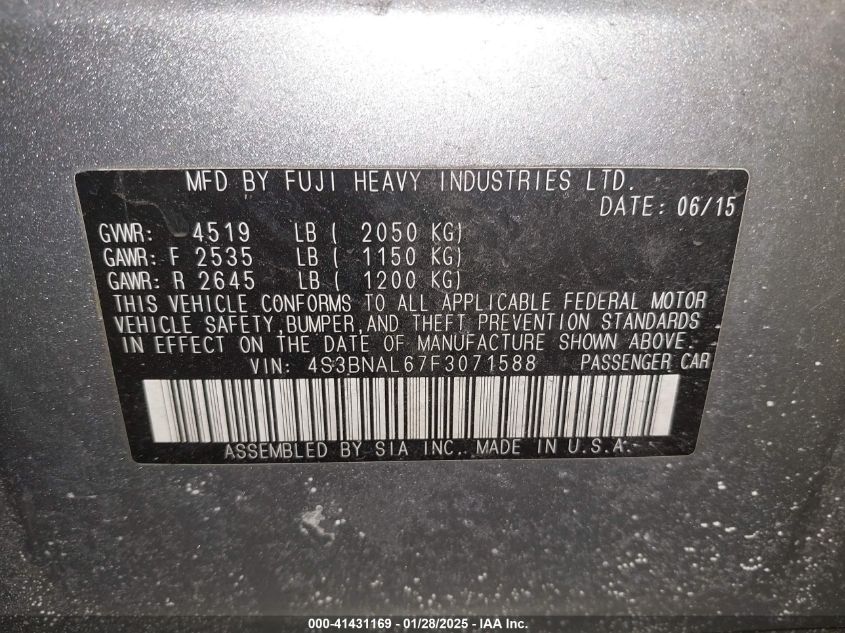 MFD BY FUJI HEAVY INDUSTRIES LTD.
DATE: 06/15
GVWR: 4519 LB ( 2050 KG)
GAWR: F 2535 LB ( 1150 KG)
GAWR: R 2645 LB ( 1200 KG)
THIS VEHICLE CONFORMS TO ALL APPLICABLE FEDERAL MOTOR
VEHICLE SAFETY,BUMPER,AND THEFT PREVENTION STANDARDS
IN EFFECT ON THE DATE OF MANUFACTURE SHOWN ABOVE.
VIN: 4S3BNAL67F3071588 PASSENGER CAR
ASSEMBLED BY SIA INC. MADE IN U.S.A.
000-41431169 | 01/28/2025 - IAA Inc.